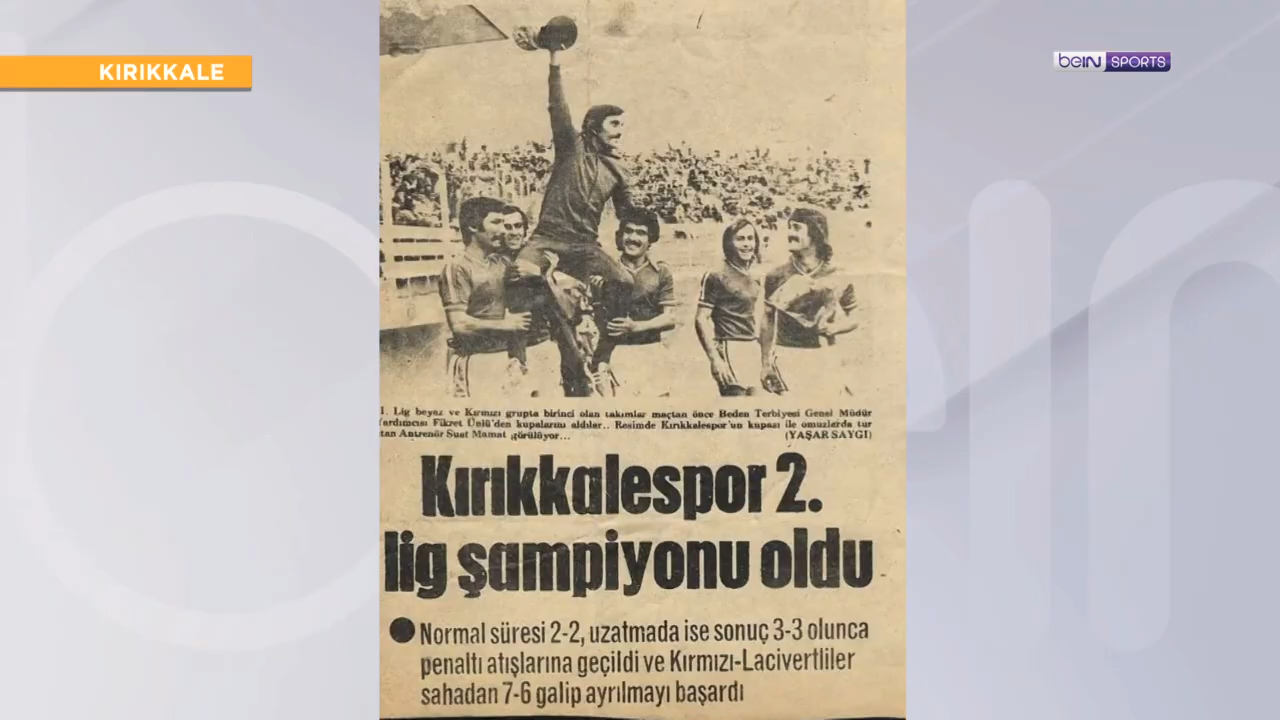 KIRIKKALE
beIN SPORTS
1. Lig beyaz ve Kırmızı grupta birinci olan takımlar maçtan önce Beden Terbiyesi Genel Müdür
Yardımcısı Fikret Ünlü'den kupalarını aldılar.. Resimde Kırıkkalespor'un kupası ile omuzlarda tur
tan Antrenör Suat Mamat görülüyor... (YAŞAR SAYGI)
Kırıkkalespor 2.
lig şampiyonu oldu
Normal süresi 2-2, uzatmada ise sonuç 3-3 olunca
penaltı atışlarına geçildi ve Kırmızı-Lacivertliler
sahadan 7-6 galip ayrılmayı başardı